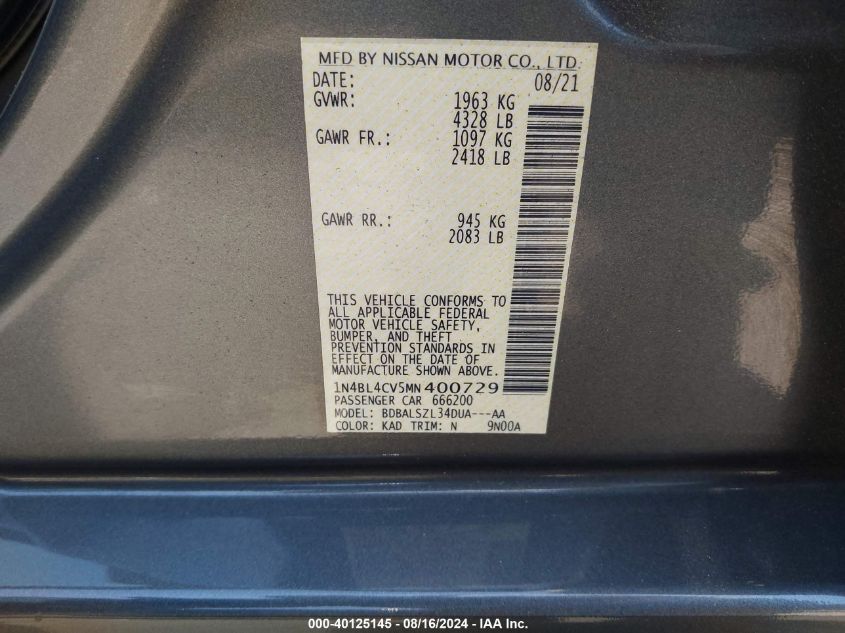 MFD BY NISSAN MOTOR CO., LTD.
DATE: 08/21
GVWR: 1963 KG
4328 LB
GAWR FR.: 1097 KG
2418 LB
GAWR RR.: 945 KG
2083 LB
THIS VEHICLE CONFORMS TO
ALL APPLICABLE FEDERAL
MOTOR VEHICLE SAFETY,
BUMPER, AND THEFT
PREVENTION STANDARDS IN
EFFECT ON THE DATE OF
MANUFACTURE SHOWN ABOVE.
1N4BL4CV5MN400729
PASSENGER CAR 666200
MODEL: BDBALSZL34DUA---AA
COLOR: KAD TRIM: N 9N00A
000-40125145 - 08/16/2024 - IAA Inc.